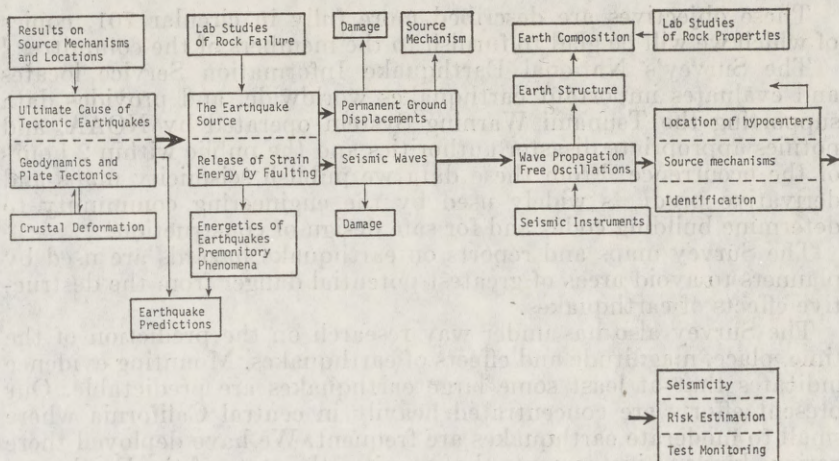 Results on
Source Mechanisms
and Locations
Lab Studies
of Rock Failure
Damage
Source
Mechanism
Earth Composition
Lab Studies
of Rock Properties
Ultimate Cause of
Tectonic Earthquakes
Geodynamics and
Plate Tectonics
The Earthquake
Source
Release of Strain
Energy by Faulting
Permanent Ground
Displacements
Seismic Waves
Earth Structure
Wave Propagation
Free Oscillations
Location of hypocenters
Source mechanisms
Identification
Crustal Deformation
Energetics of
Earthquakes
Premonitory
Phenomena
Damage
Seismic Instruments
Earthquake
Predictions
Seismicity
Risk Estimation
Test Monitoring